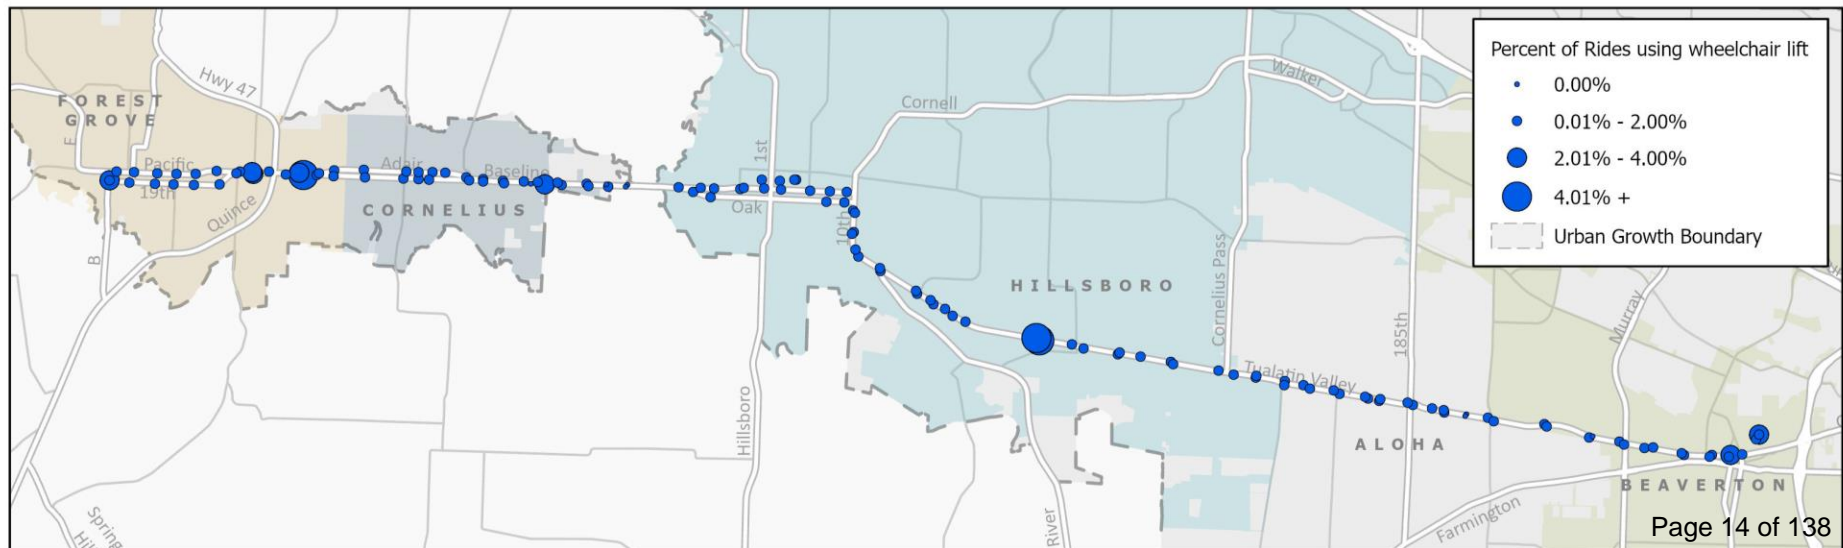 Percent of Rides using wheelchair lift
0.00%
0.01% - 2.00%
2.01% - 4.00%
4.01% +
Urban Growth Boundary
Hwy 47
FOREST
GROVE
E
Pacific
19th
Quince
B
Adair
Baseline
CORNELIUS
1st
Oak
10th
Cornell
Walker
HILLSBORO
Cornelius Pass
185th
Tualatin Valley
Murray
Hillsboro
River
ALOHA
BEAVERTON
Farmington
Spring
Hil
Page 14 of 138